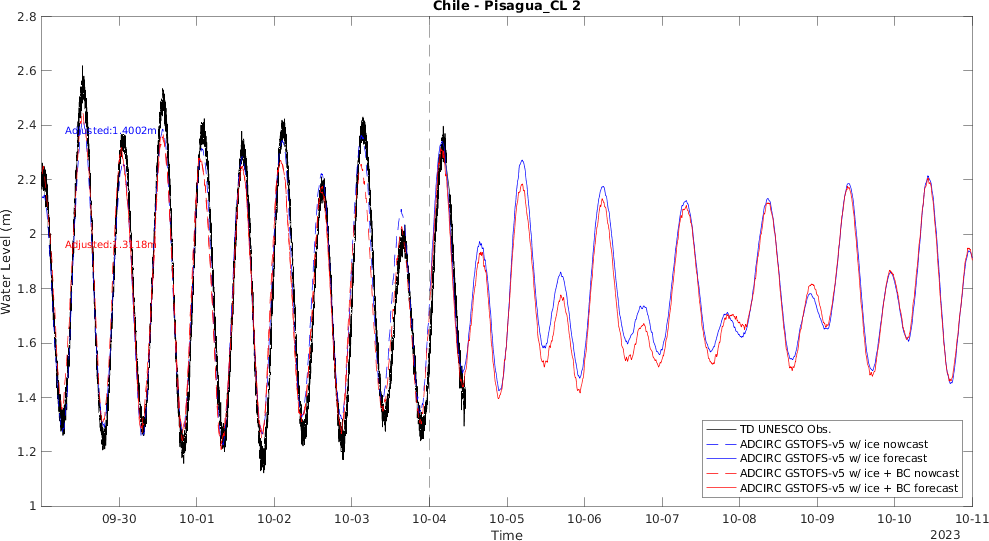 Chile - Pisagua_CL 2
2.8
2.6
2.4
2.2
2
1.8
1.6
1.4
1.2
1
Water Level (m)
Adjusted:1.4002m
TD UNESCO Obs.
ADCIRC GSTOFS-v5 w/ ice nowcast
ADCIRC GSTOFS-v5 w/ ice forecast
ADCIRC GSTOFS-v5 w/ ice + BC nowcast
ADCIRC GSTOFS-v5 w/ ice + BC forecast
09-30 10-01 10-02 10-03 10-04 10-05 10-06 10-07 10-08 10-09 10-10 10-11
Time
2023